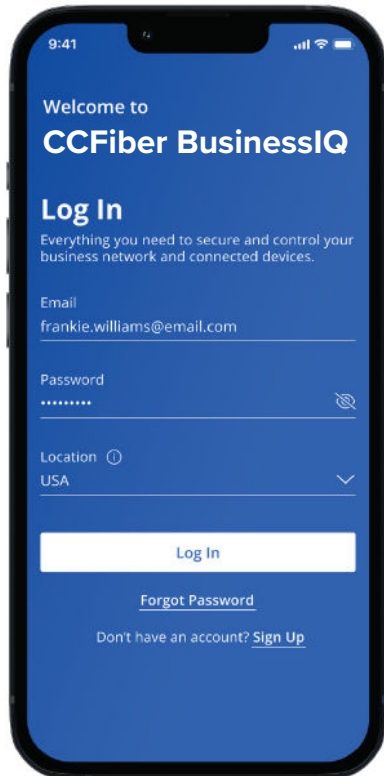 9:41
Welcome to
CCFiber BusinessIQ
Log In
Everything you need to secure and control your
business network and connected devices.
Email
frankie.williams@email.com
Password
•••••••••
Location ⓘ
USA
Log In
Forgot Password
Don't have an account? Sign Up